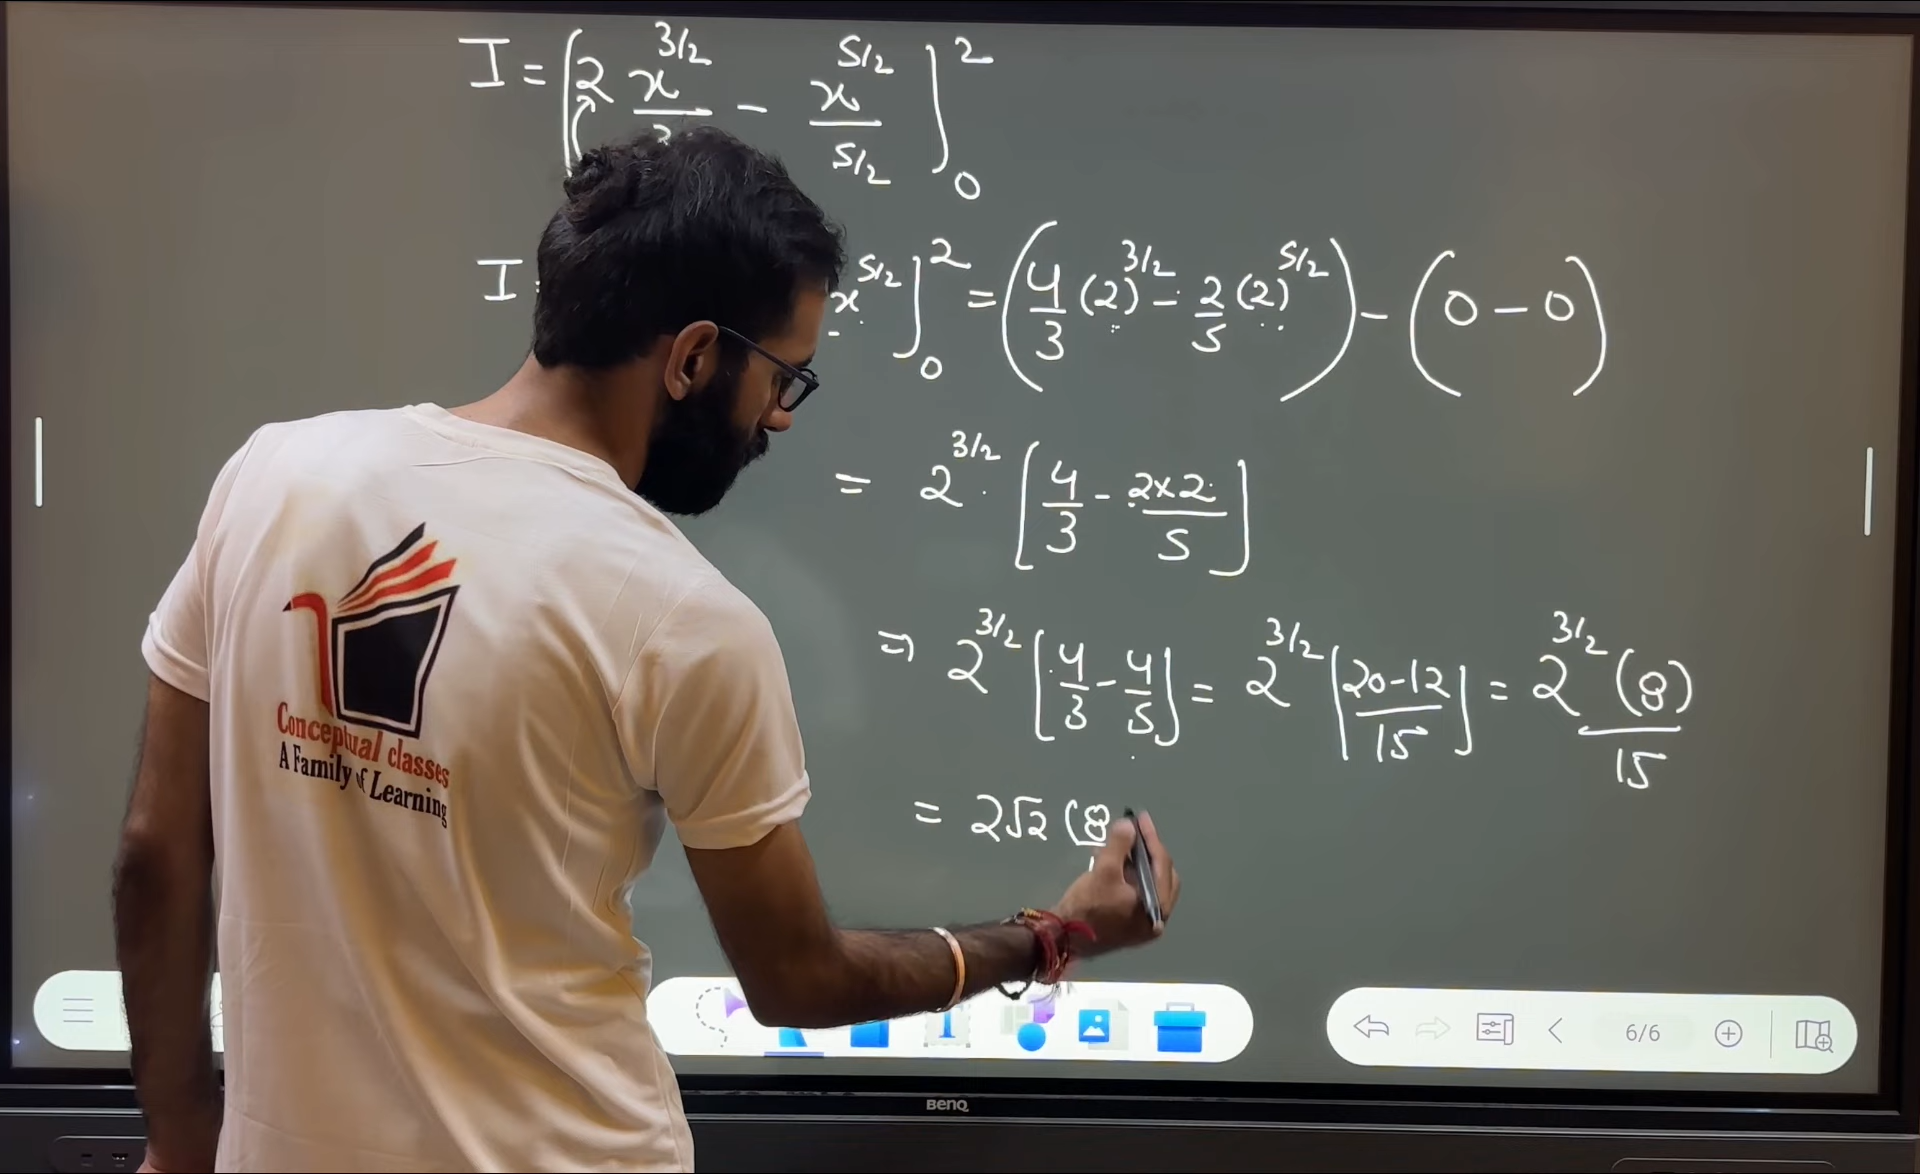 I = [2 x^3/2 / 3 - x^5/2 / 5/2]_0^2
I = x^5/2]_0^2 = (4/3 (2)^3/2 - 2/5 (2)^5/2) - (0 - 0)
= 2^3/2 [4/3 - 2×2/5]
⇒ 2^3/2 [4/3 - 4/5] = 2^3/2 [20-12/15] = 2^3/2 (8)/15
= 2√2 (8
Conceptual classes
A Family of Learning
6/6
BenQ